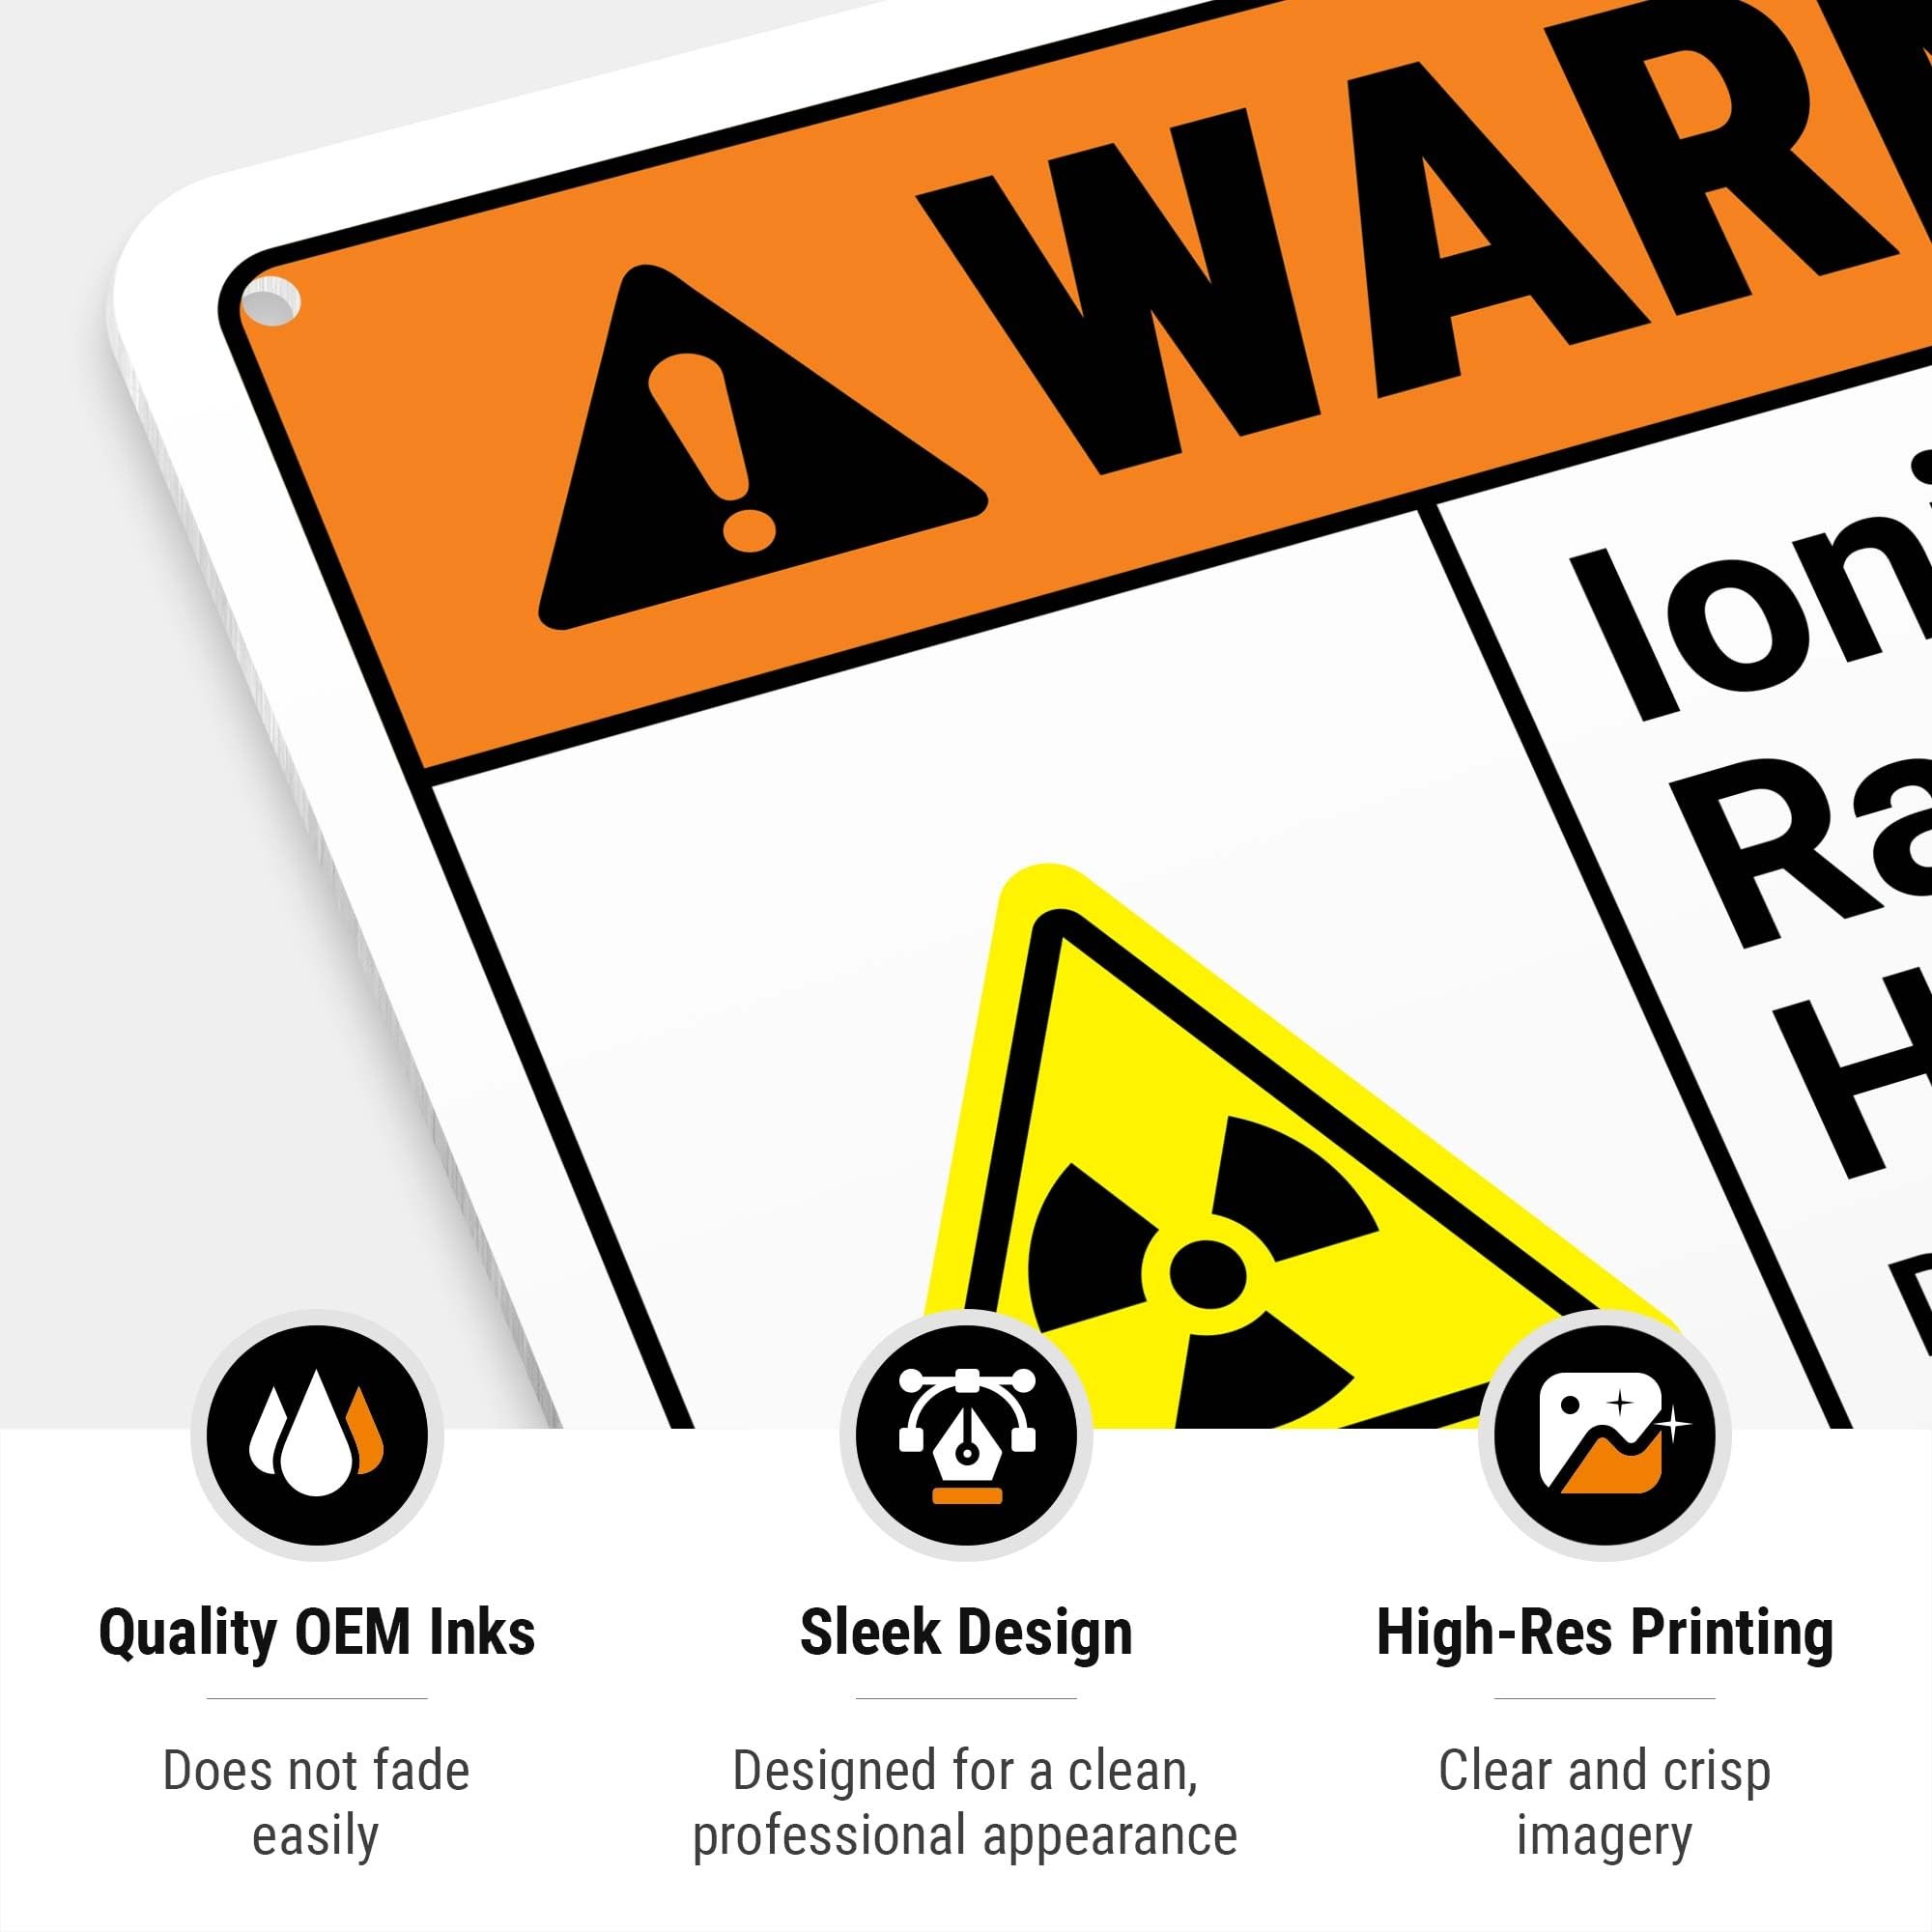 WAR
Ioni
Ra
H
Quality OEM Inks
Sleek Design
High-Res Printing
Does not fade
easily
Designed for a clean,
professional appearance
Clear and crisp
imagery